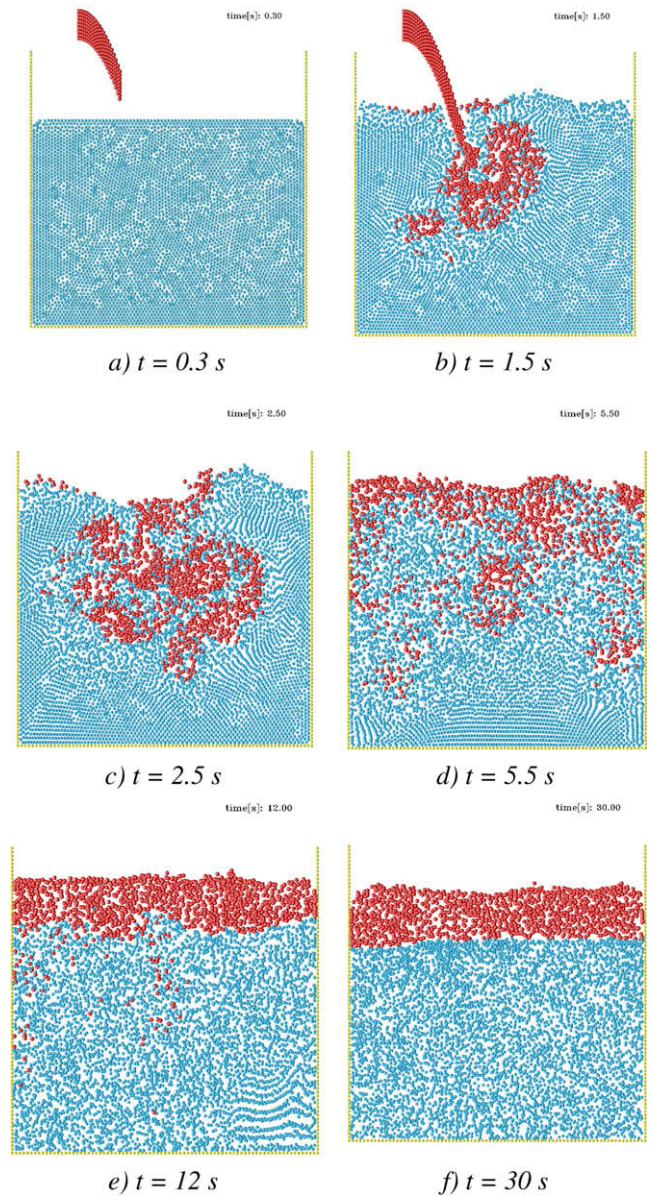 time[s]: 0.30
time[s]: 1.50
a) t = 0.3 s
b) t = 1.5 s
time[s]: 2.50
time[s]: 5.50
c) t = 2.5 s
d) t = 5.5 s
time[s]: 12.00
time[s]: 30.00
e) t = 12 s
f) t = 30 s